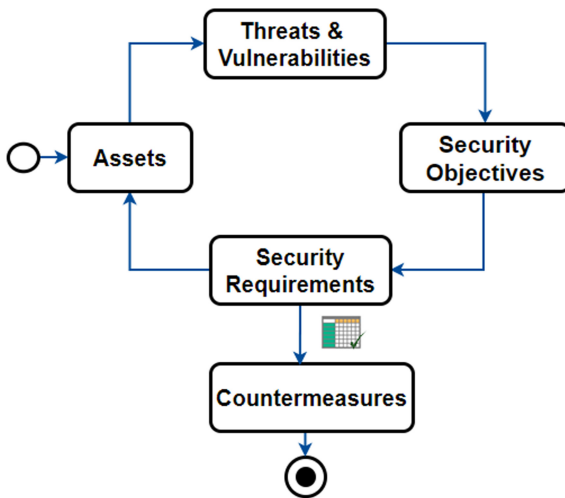 Threats &
Vulnerabilities
Assets
Security
Objectives
Security
Requirements
Countermeasures